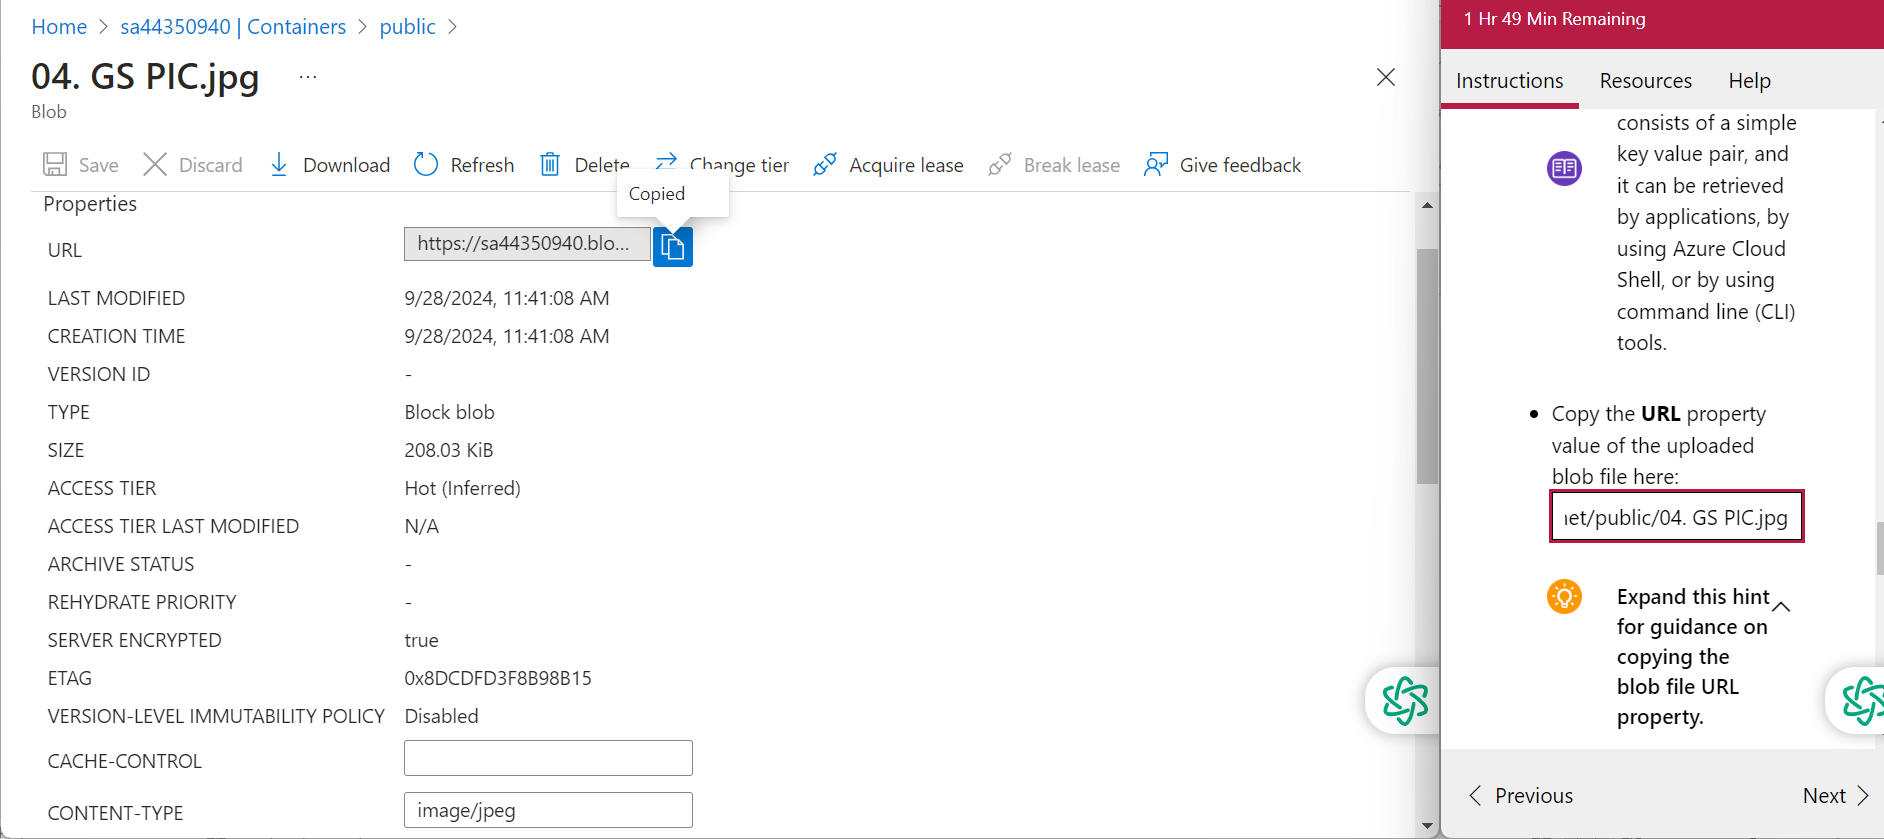 Home > sa44350940 | Containers > public >
04. GS PIC.jpg ...
Blob
Save Discard Download Refresh Delete Change tier Acquire lease Break lease Give feedback
Copied
Properties
URL https://sa44350940.blo...
LAST MODIFIED 9/28/2024, 11:41:08 AM
CREATION TIME 9/28/2024, 11:41:08 AM
VERSION ID -
TYPE Block blob
SIZE 208.03 KiB
ACCESS TIER Hot (Inferred)
ACCESS TIER LAST MODIFIED N/A
ARCHIVE STATUS -
REHYDRATE PRIORITY -
SERVER ENCRYPTED true
ETAG 0x8DCDFD3F8B98B15
VERSION-LEVEL IMMUTABILITY POLICY Disabled
CACHE-CONTROL
CONTENT-TYPE image/jpeg
1 Hr 49 Min Remaining
Instructions Resources Help
consists of a simple
key value pair, and
it can be retrieved
by applications, by
using Azure Cloud
Shell, or by using
command line (CLI)
tools.
• Copy the URL property
value of the uploaded
blob file here:
et/public/04. GS PIC.jpg
Expand this hint
for guidance on
copying the
blob file URL
property.
< Previous Next >